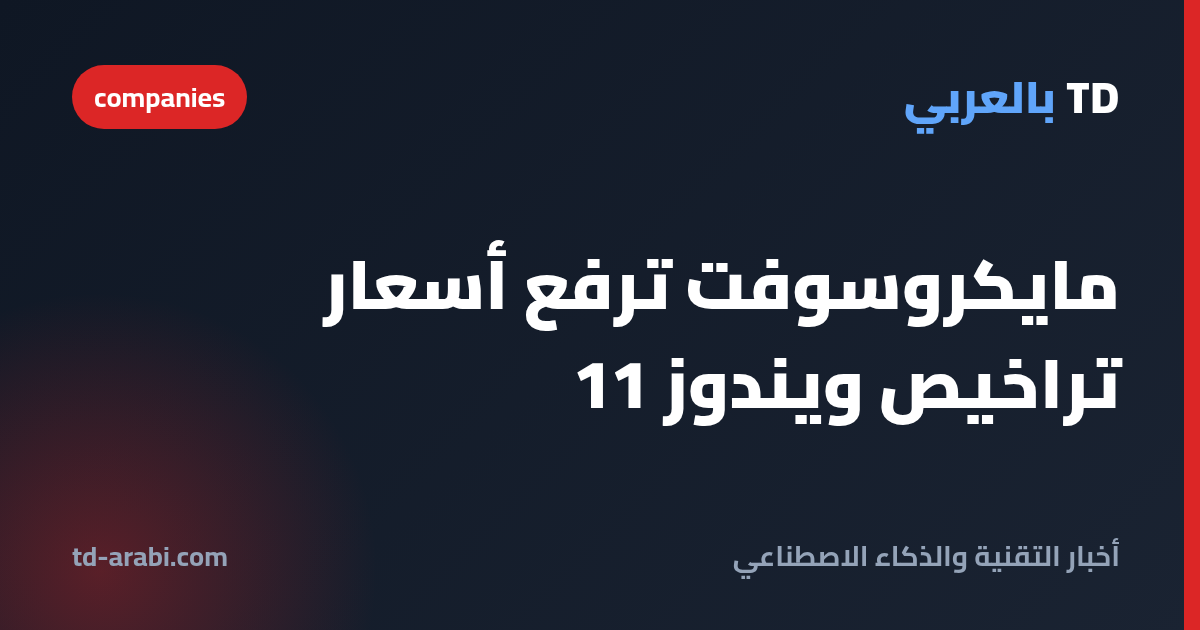 TD بالعربي
companies
مايكروسوفت ترفع أسعار
تراخيص ويندوز 11
أخبار التقنية والذكاء الاصطناعي
td-arabi.com